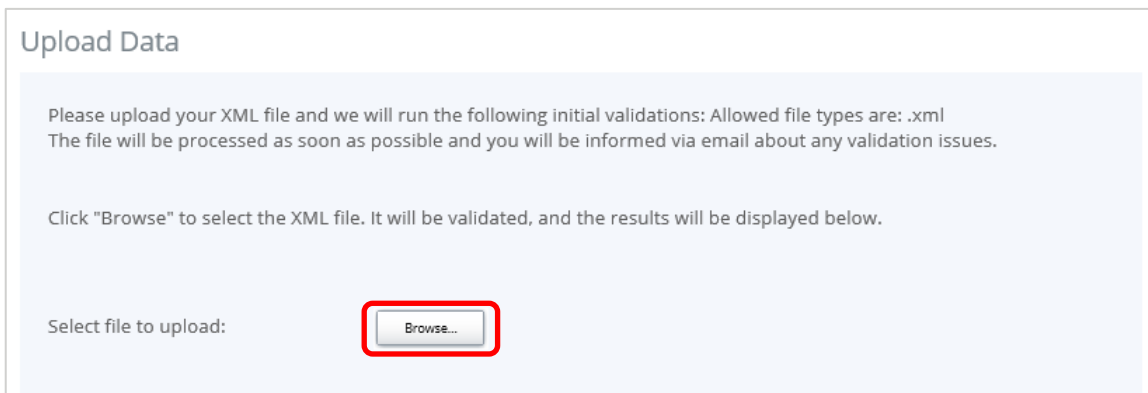 Upload Data
Please upload your XML file and we will run the following initial validations: Allowed file types are: .xml
The file will be processed as soon as possible and you will be informed via email about any validation issues.
Click "Browse" to select the XML file. It will be validated, and the results will be displayed below.
Select file to upload:
Browse...